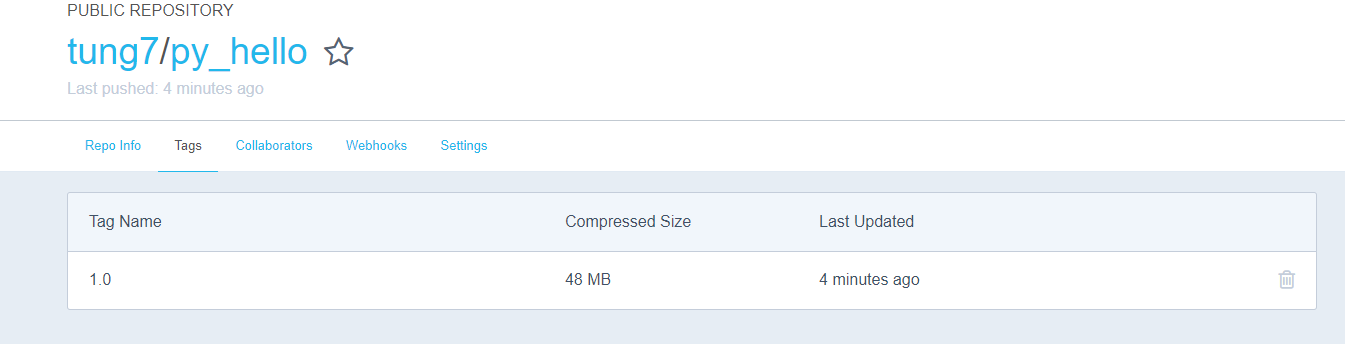 PUBLIC REPOSITORY
tung7/py_hello
Last pushed: 4 minutes ago
Repo Info Tags Collaborators Webhooks Settings
Tag Name Compressed Size Last Updated
1.0 48 MB 4 minutes ago